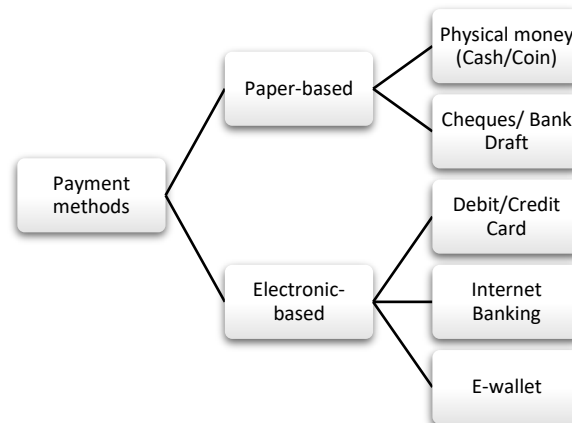 Payment
methods
Paper-based
Physical money
(Cash/Coin)
Cheques/ Bank
Draft
Electronic-
based
Debit/Credit
Card
Internet
Banking
E-wallet